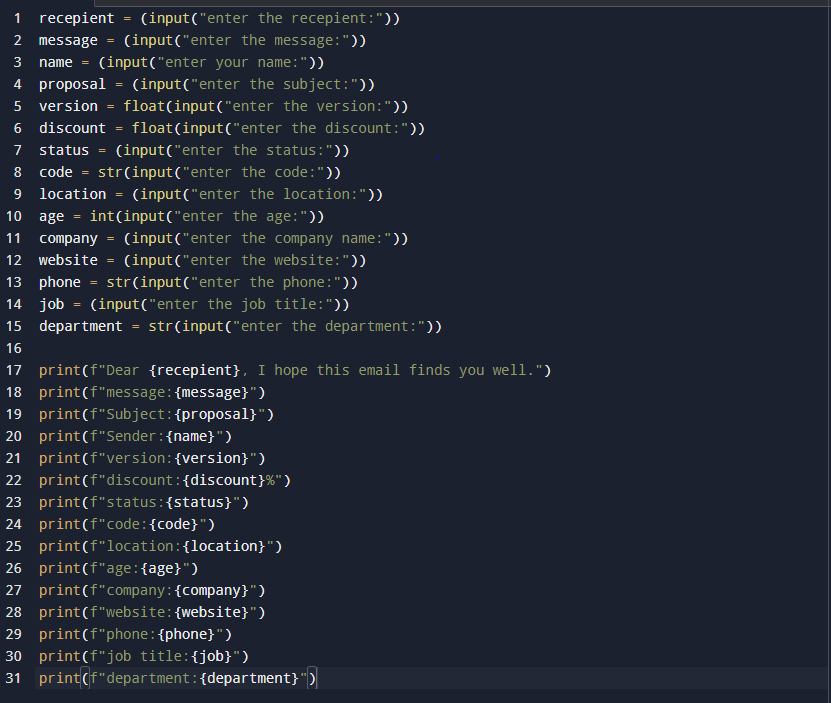 1 recepient = (input("enter the recepient:"))
2 message = (input("enter the message:"))
3 name = (input("enter your name:"))
4 proposal = (input("enter the subject:"))
5 version = float(input("enter the version:"))
6 discount = float(input("enter the discount:"))
7 status = (input("enter the status:"))
8 code = str(input("enter the code:"))
9 location = (input("enter the location:"))
10 age = int(input("enter the age:"))
11 company = (input("enter the company name:"))
12 website = (input("enter the website:"))
13 phone = str(input("enter the phone:"))
14 job = (input("enter the job title:"))
15 department = str(input("enter the department:"))
16
17 print(f"Dear {recepient}, I hope this email finds you well.")
18 print(f"message:{message}")
19 print(f"Subject:{proposal}")
20 print(f"Sender:{name}")
21 print(f"version:{version}")
22 print(f"discount:{discount}%")
23 print(f"status:{status}")
24 print(f"code:{code}")
25 print(f"location:{location}")
26 print(f"age:{age}")
27 print(f"company:{company}")
28 print(f"website:{website}")
29 print(f"phone:{phone}")
30 print(f"job title:{job}")
31 print(f"department:{department}")